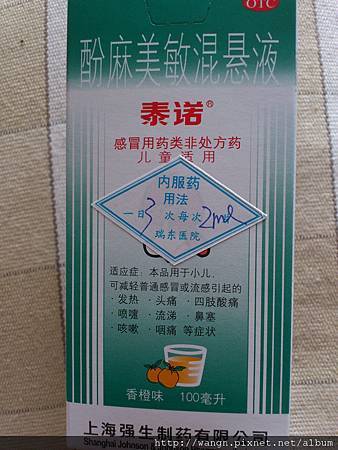 OTC
酚麻美敏混悬液
泰诺®
感冒用药类非处方药
儿童适用
内服药
用法
一日3次每次2ml
瑞东医院
适应症：本品用于小儿，
可减轻普通感冒或流感引起的
·发热 ·头痛 ·四肢酸痛
·喷嚏 ·流涕 ·鼻塞
·咳嗽 ·咽痛 等症状
香橙味 100毫升
上海强生制药有限公司
Shanghai Johnson &
http://wangn.pixnet.net/album